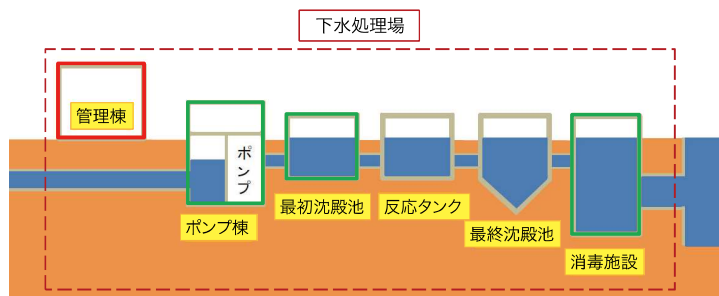 下水処理場
管理棟
ポンプ
ポンプ棟
最初沈殿池
反応タンク
最終沈殿池
消毒施設